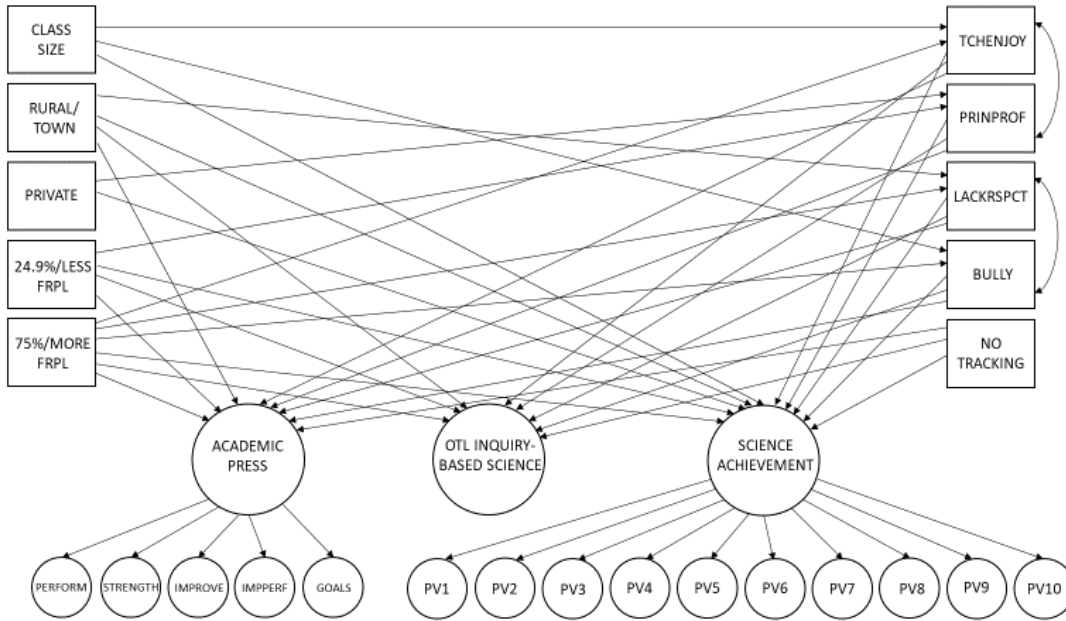 CLASS
SIZE
TCHENJOY
RURAL/
TOWN
PRINPROF
PRIVATE
LACKRSPCT
24.9%/LESS
FRPL
BULLY
75%/MORE
FRPL
NO
TRACKING
ACADEMIC
PRESS
OTL INQUIRY-
BASED SCIENCE
SCIENCE
ACHIEVEMENT
PERFORM
STRENGTH
IMPROVE
IMPPERF
GOALS
PV1
PV2
PV3
PV4
PV5
PV6
PV7
PV8
PV9
PV10